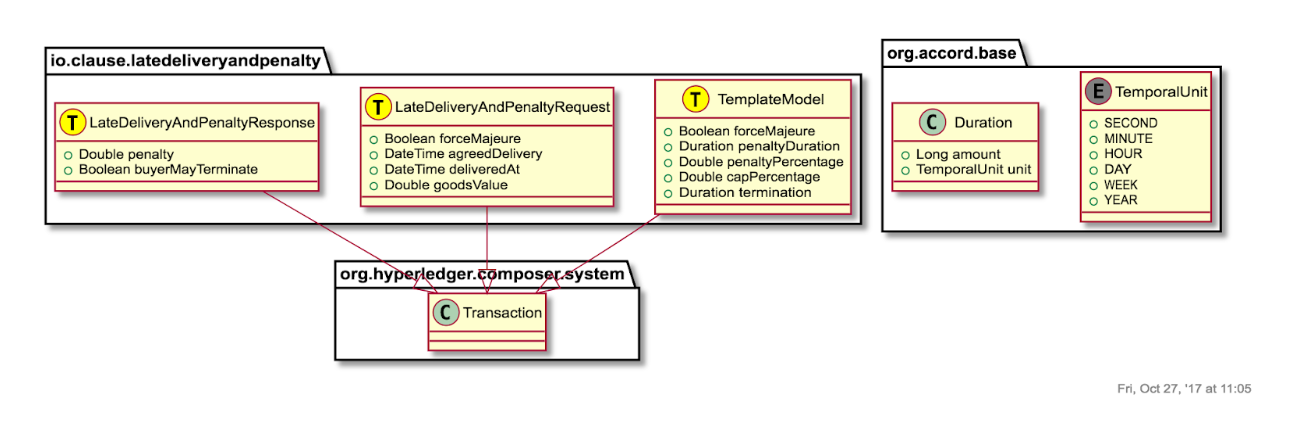 io.clause.latedeliveryandpenalty
T LateDeliveryAndPenaltyResponse
Double penalty
Boolean buyerMayTerminate
T LateDeliveryAndPenaltyRequest
Boolean forceMajeure
DateTime agreedDelivery
DateTime deliveredAt
Double goodsValue
T TemplateModel
Boolean forceMajeure
Duration penaltyDuration
Double penaltyPercentage
Double capPercentage
Duration termination
org.accord.base
C Duration
Long amount
TemporalUnit unit
E TemporalUnit
SECOND
MINUTE
HOUR
DAY
WEEK
YEAR
org.hyperledger.composer.system
C Transaction
Fri, Oct 27, '17 at 11:05